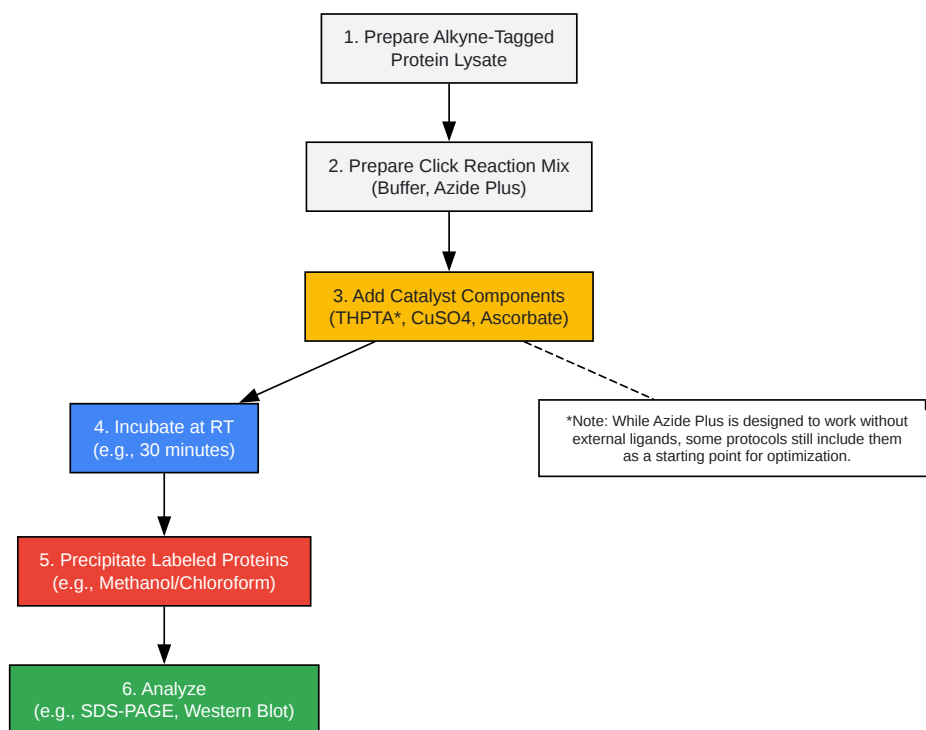 1. Prepare Alkyne-Tagged
Protein Lysate
2. Prepare Click Reaction Mix
(Buffer, Azide Plus)
3. Add Catalyst Components
(THPTA*, CuSO4, Ascorbate)
4. Incubate at RT
(e.g., 30 minutes)
*Note: While Azide Plus is designed to work without
external ligands, some protocols still include them
as a starting point for optimization.
5. Precipitate Labeled Proteins
(e.g., Methanol/Chloroform)
6. Analyze
(e.g., SDS-PAGE, Western Blot)